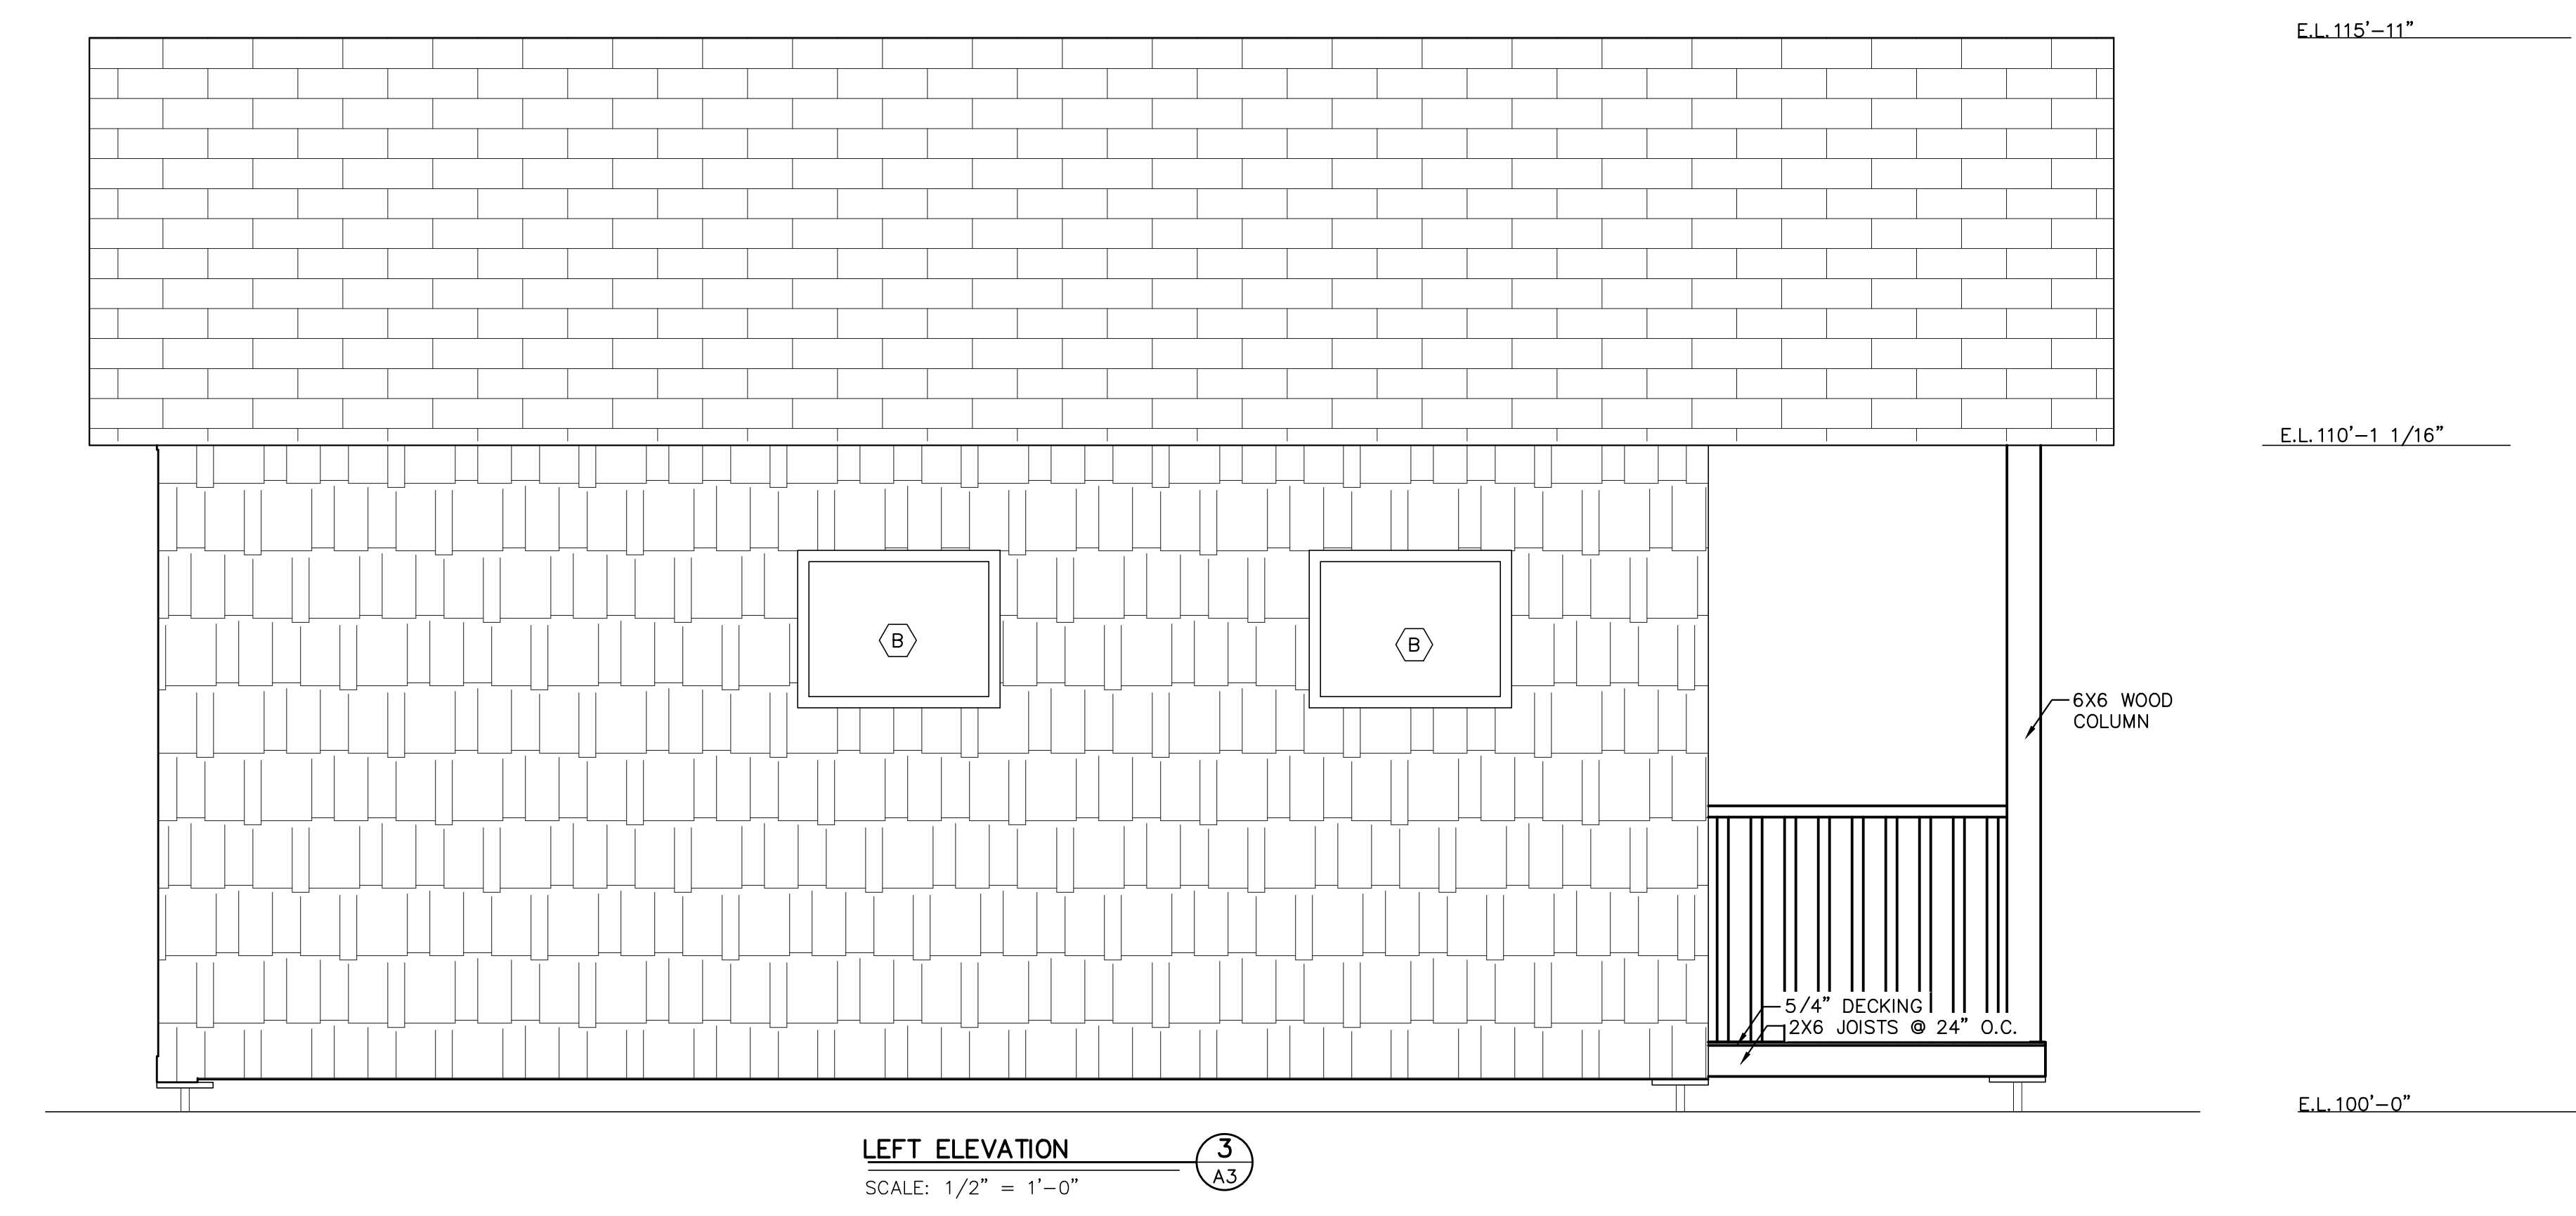 E.L.115'-11"
E.L.110'-1 1/16"
B
B
6X6 WOOD
COLUMN
5/4" DECKING
2X6 JOISTS @ 24" O.C.
E.L.100'-0"
LEFT ELEVATION
3
A3
SCALE: 1/2" = 1'-0"